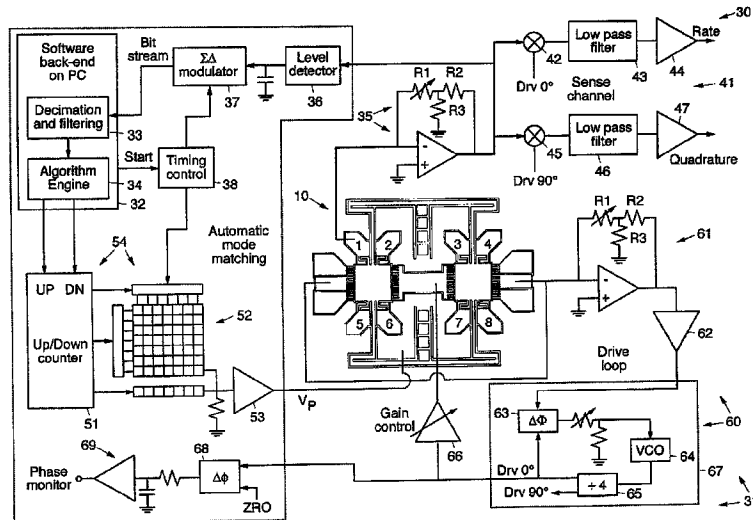 30
Software
back-end
on PC
Bit
stream
ΣΔ
modulator
37
Level
detector
36
42
Low pass
filter
43
Rate
44
Drv 0°
Sense
channel
41
Decimation
and filtering
33
35
R1
R2
R3
-
+
45
Low pass
filter
46
47
Quadrature
Drv 90°
Algorithm
Engine
34
32
Start
Timing
control
38
10
Automatic
mode
matching
54
UP DN
Up/Down
counter
51
52
53
VP
1
2
3
4
5
6
7
8
R1
R2
R3
61
-
+
62
Drive
loop
Gain
control
66
63
ΔΦ
VCO
64
÷ 4
65
67
60
31
Drv 0°
Drv 90°
69
Phase
monitor
68
Δϕ
ZRO